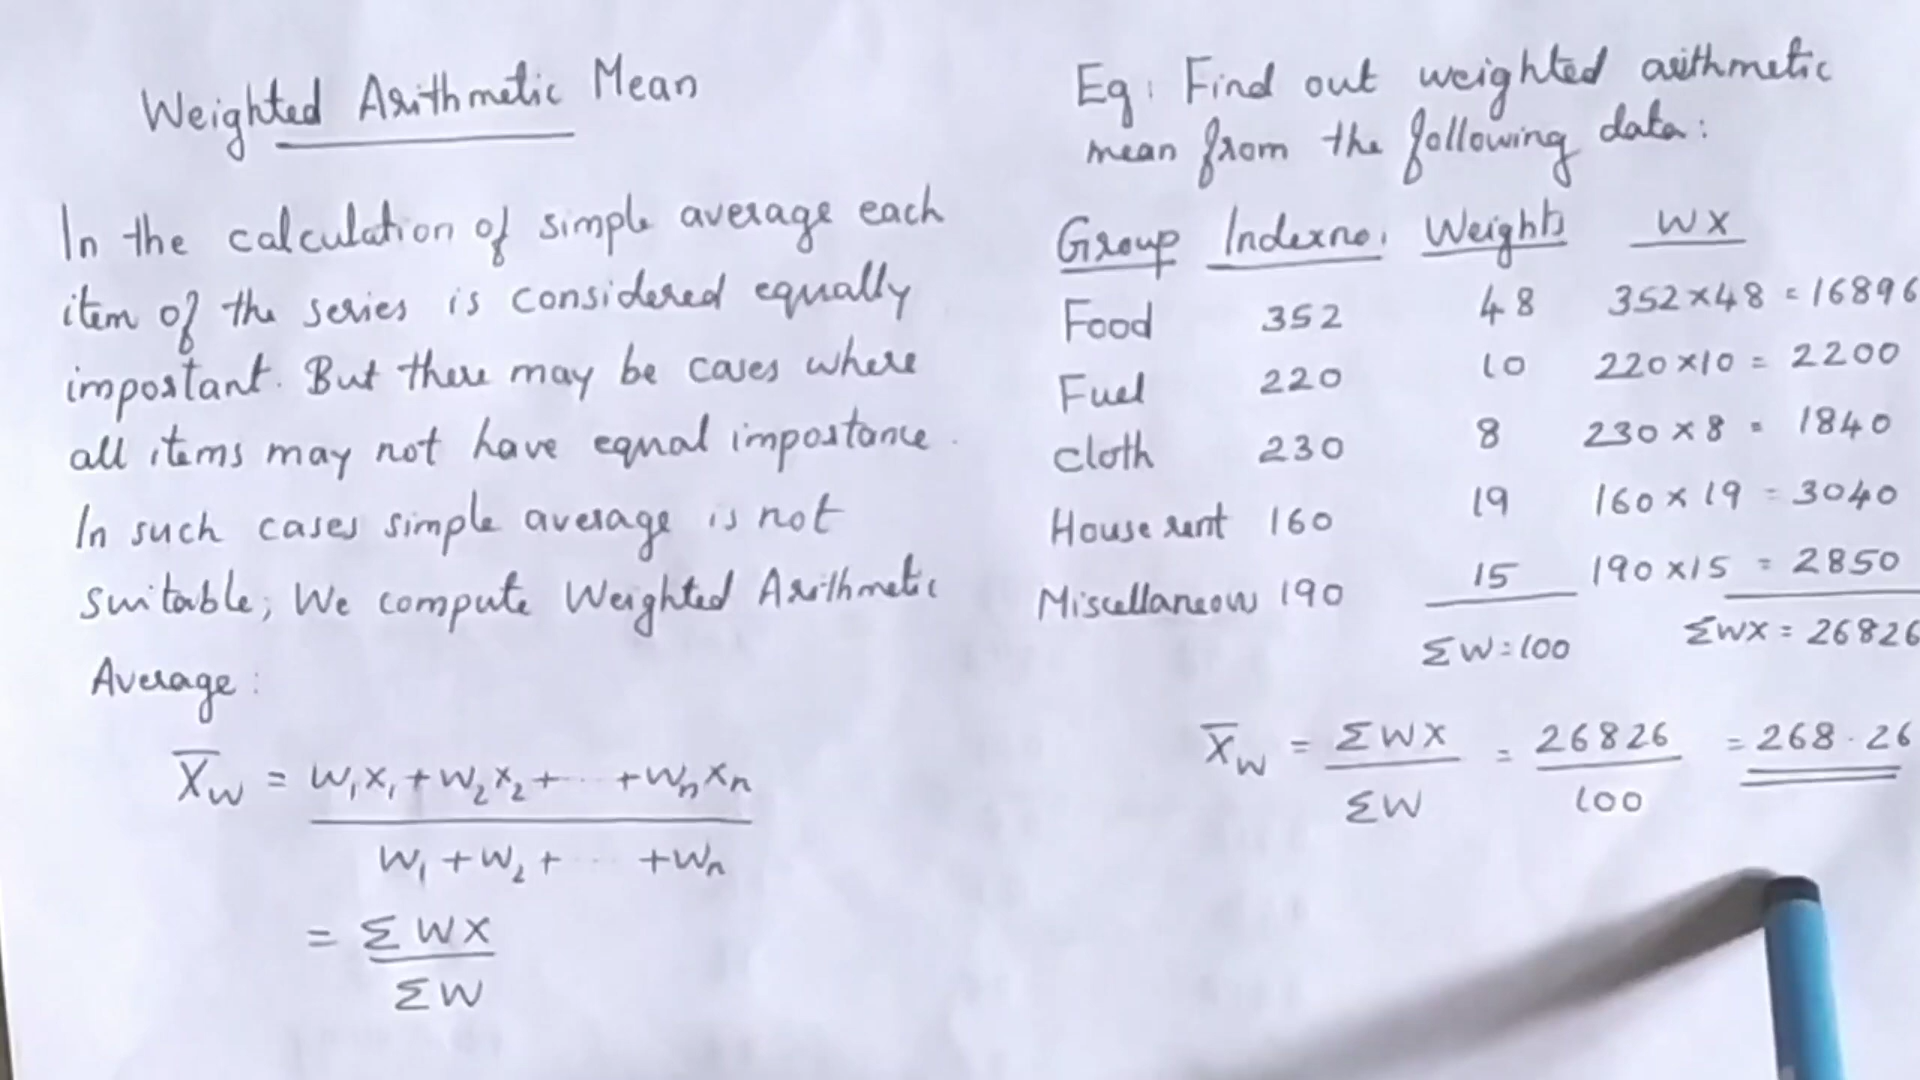 Weighted Arithmetic Mean
In the calculation of simple average each
item of the series is considered equally
important. But there may be cases where
all items may not have equal importance.
In such cases simple average is not
suitable; We compute Weighted Arithmetic
Average:
X̄w = W₁X₁+W₂X₂+...+WₙXₙ
W₁+W₂+...+Wₙ
= ΣWX
ΣW
Eg: Find out weighted arithmetic
mean from the following data:
Group Indexno. Weights WX
Food 352 48 352×48 = 16896
Fuel 220 10 220×10 = 2200
cloth 230 8 230×8 = 1840
House rent 160 19 160×19 = 3040
Miscellaneous 190 15 190×15 = 2850
ΣW=100 ΣWX = 26826
X̄w = ΣWX = 26826 = 268.26
ΣW 100